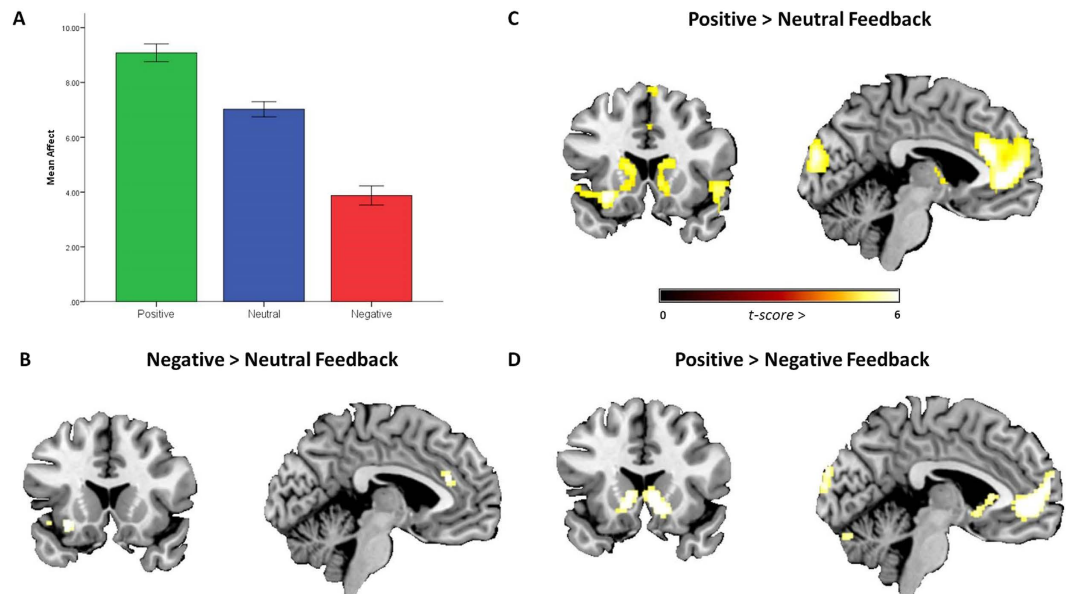 A
10.00
8.00
6.00
4.00
2.00
.00
Mean Affect
Positive Neutral Negative
C Positive > Neutral Feedback
0 t-score > 6
B Negative > Neutral Feedback
D Positive > Negative Feedback